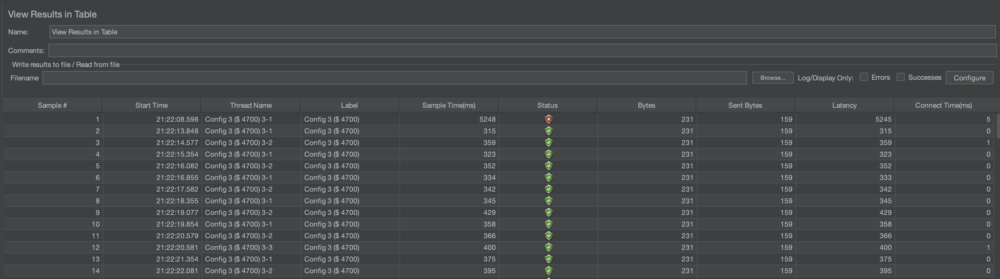 View Results in Table
Name: View Results in Table
Comments:
Write results to file / Read from file
Filename Browse... Log/Display Only: Errors Successes Configure
Sample # Start Time Thread Name Label Sample Time(ms) Status Bytes Sent Bytes Latency Connect Time(ms)
1 21:22:08.598 Config 3 ($ 4700) 3-1 Config 3 ($ 4700) 5248 231 159 5245 5
2 21:22:13.848 Config 3 ($ 4700) 3-1 Config 3 ($ 4700) 315 231 159 315 0
3 21:22:14.577 Config 3 ($ 4700) 3-2 Config 3 ($ 4700) 359 231 159 359 1
4 21:22:15.354 Config 3 ($ 4700) 3-1 Config 3 ($ 4700) 323 231 159 323 0
5 21:22:16.082 Config 3 ($ 4700) 3-2 Config 3 ($ 4700) 352 231 159 352 0
6 21:22:16.855 Config 3 ($ 4700) 3-1 Config 3 ($ 4700) 334 231 159 333 0
7 21:22:17.582 Config 3 ($ 4700) 3-2 Config 3 ($ 4700) 342 231 159 342 0
8 21:22:18.355 Config 3 ($ 4700) 3-1 Config 3 ($ 4700) 345 231 159 345 0
9 21:22:19.077 Config 3 ($ 4700) 3-2 Config 3 ($ 4700) 429 231 159 429 0
10 21:22:19.854 Config 3 ($ 4700) 3-1 Config 3 ($ 4700) 358 231 159 358 0
11 21:22:20.579 Config 3 ($ 4700) 3-2 Config 3 ($ 4700) 366 231 159 366 0
12 21:22:20.581 Config 3 ($ 4700) 3-3 Config 3 ($ 4700) 400 231 159 400 1
13 21:22:21.354 Config 3 ($ 4700) 3-1 Config 3 ($ 4700) 375 231 159 375 0
14 21:22:22.081 Config 3 ($ 4700) 3-2 Config 3 ($ 4700) 395 231 159 395 0